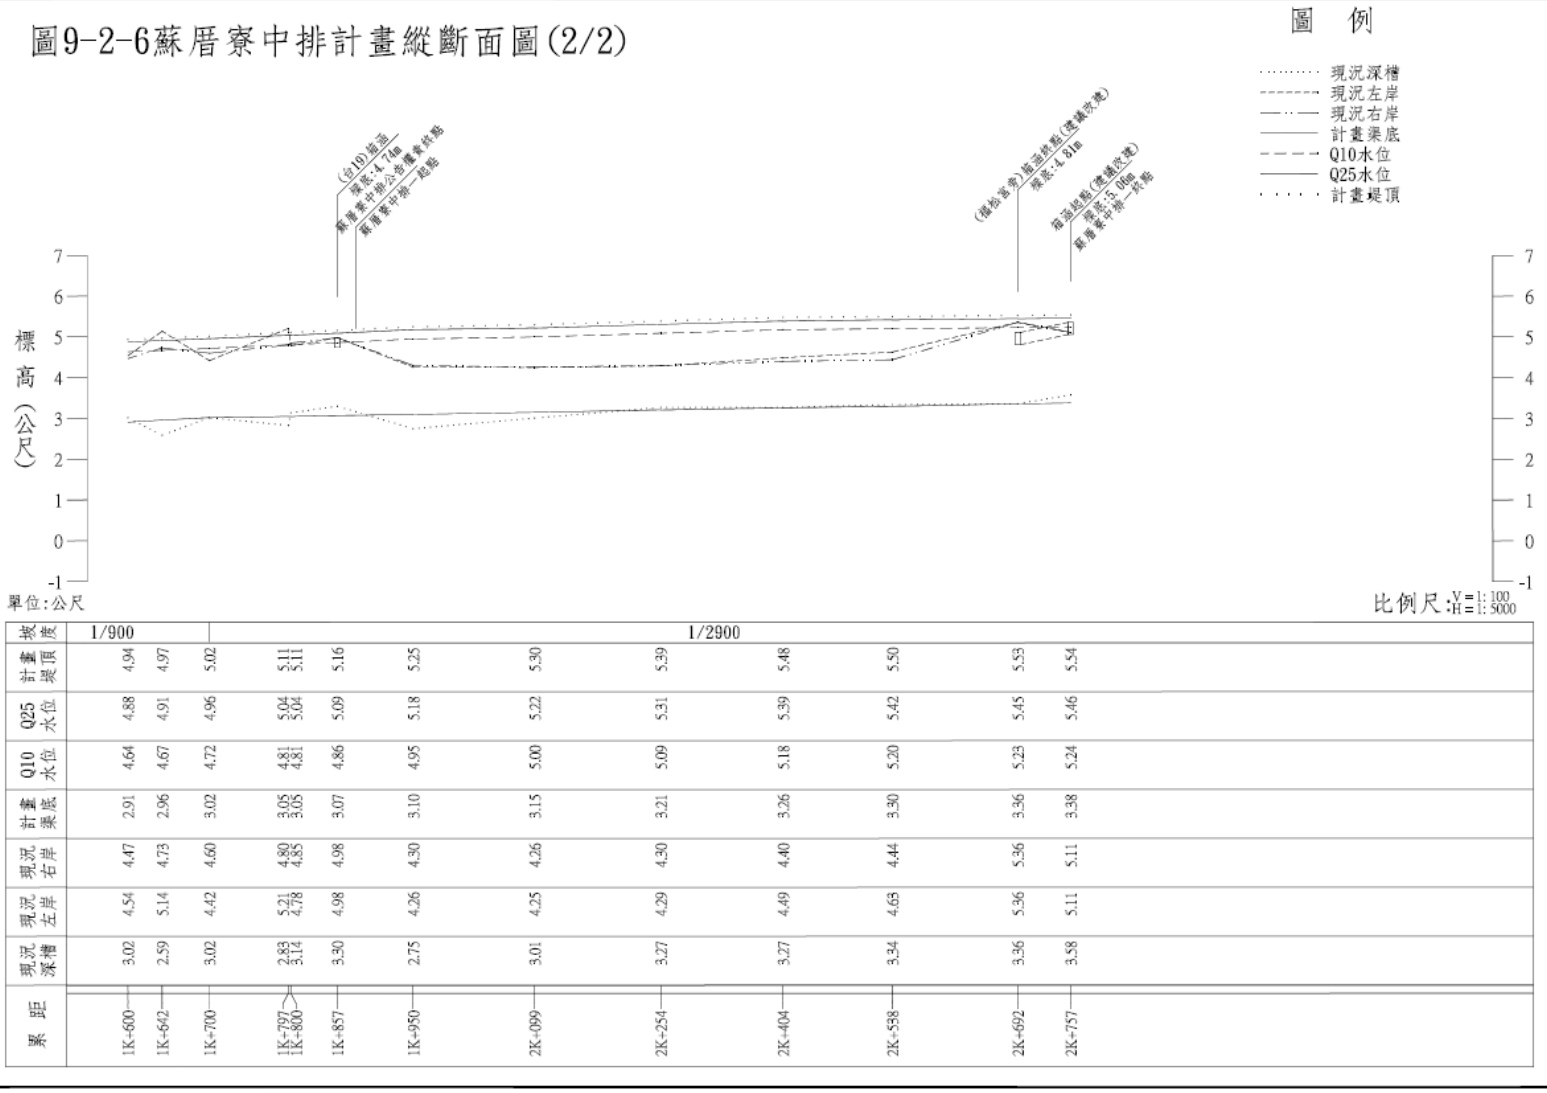 圖9-2-6蘇厝寮中排計畫縱斷面圖(2/2)
圖 例
現況深槽
現況左岸
現況右岸
計畫渠底
Q10水位
Q25水位
計畫堤頂
(台19)箱涵
樑底:4.74m
蘇厝寮中排公告權責終點
蘇厝寮中排一起點
(福松宮旁)箱涵終點(建議改建)
樑底:4.81m
箱涵起點(建議改建)
樑底:5.06m
蘇厝寮中排一終點
標高(公尺)
7 7
6 6
5 5
4 4
3 3
2 2
1 1
0 0
-1 -1
單位:公尺
比例尺:V=1:100
H=1:5000
坡度 1/900 1/2900
計畫堤頂 4.94 4.97 5.02 5.11 5.11 5.16 5.25 5.30 5.39 5.48 5.50 5.53 5.54
Q25水位 4.88 4.91 4.96 5.04 5.04 5.09 5.18 5.22 5.31 5.39 5.42 5.45 5.46
Q10水位 4.64 4.67 4.72 4.81 4.81 4.86 4.95 5.00 5.09 5.18 5.20 5.23 5.24
計畫渠底 2.91 2.96 3.02 3.05 3.05 3.07 3.10 3.15 3.21 3.26 3.30 3.36 3.38
現況右岸 4.47 4.73 4.60 4.80 4.85 4.98 4.30 4.26 4.30 4.40 4.44 5.36 5.11
現況左岸 4.54 5.14 4.42 5.21 4.78 4.98 4.26 4.25 4.29 4.49 4.63 5.36 5.11
現況深槽 3.02 2.59 3.02 2.83 3.14 3.30 2.75 3.01 3.27 3.27 3.34 3.36 3.58
累距 1K+600 1K+642 1K+700 1K+797 1K+800 1K+857 1K+950 2K+099 2K+254 2K+404 2K+538 2K+692 2K+757